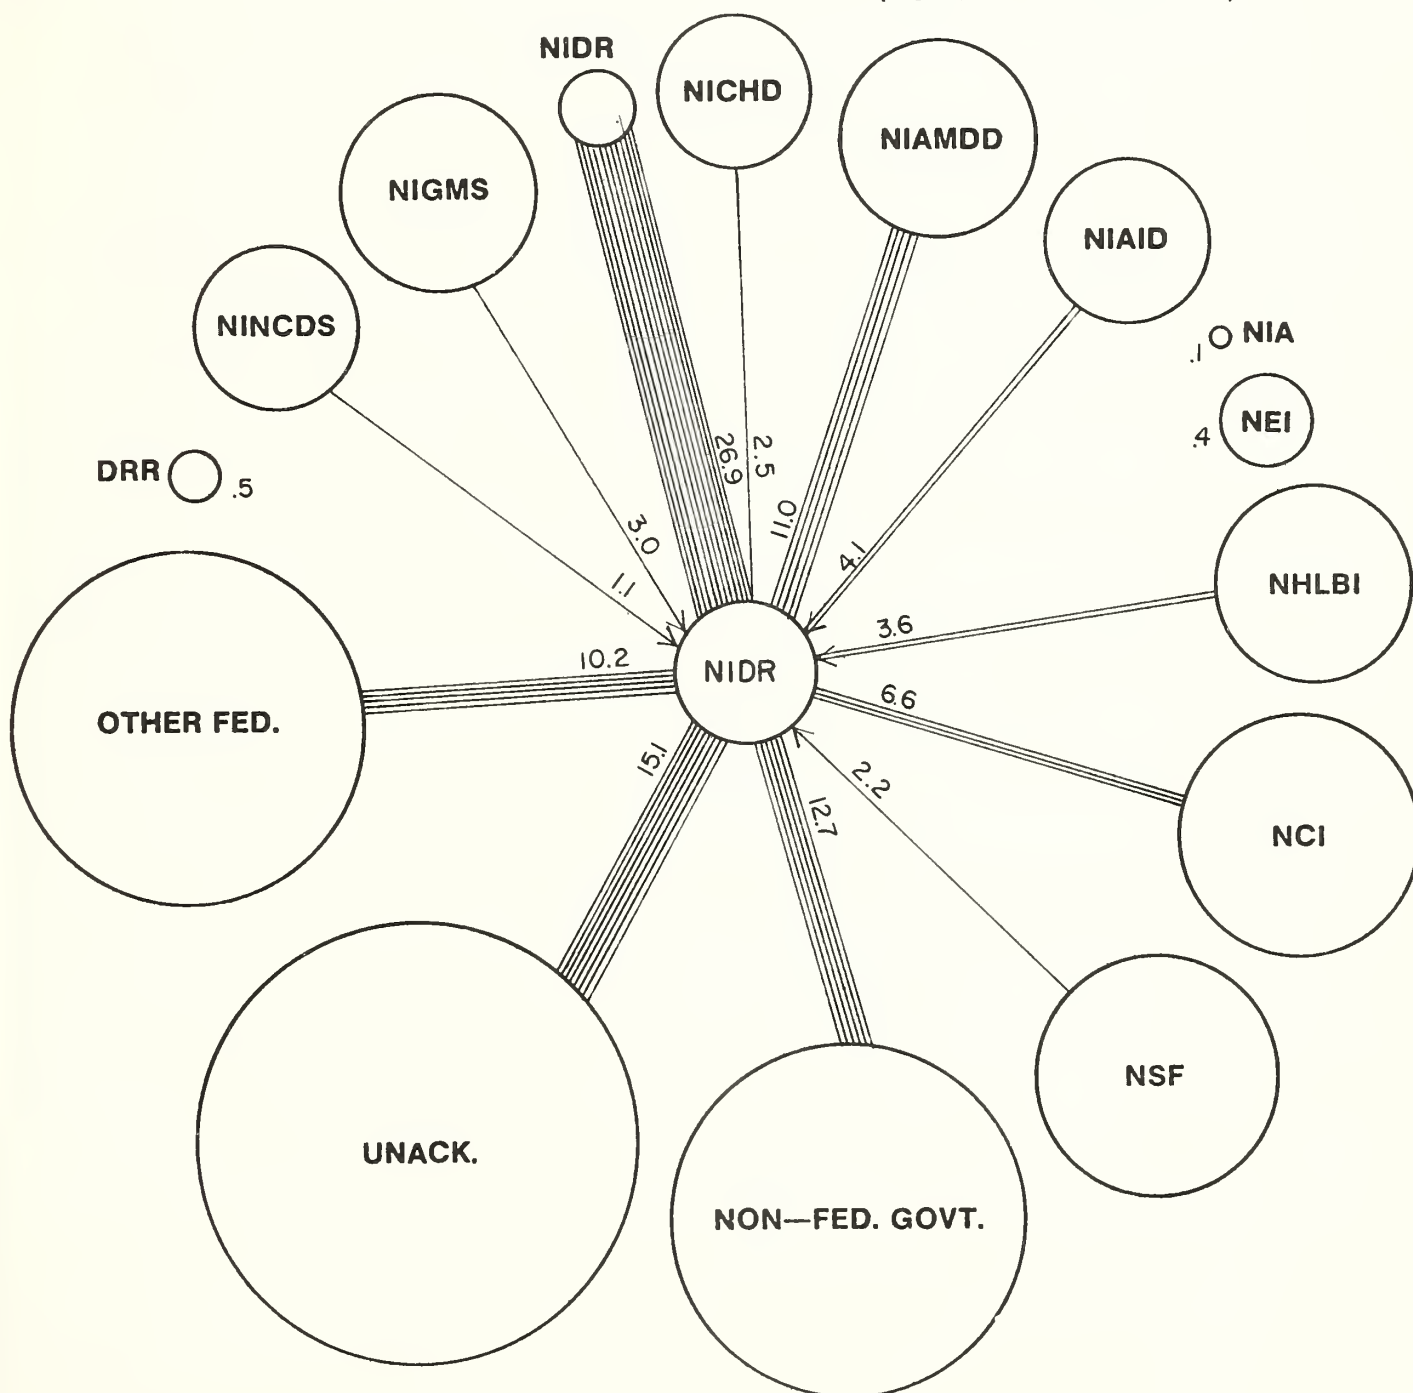 NIDR
NICHD
NIAMDD
NIGMS
NIAID
NINCDS
.1 NIA
.4 NEI
DRR .5
26.9
2.5
11.0
3.0
4.1
1.1
NHLBI
3.6
10.2
NIDR
6.6
OTHER FED.
15.1
2.2
12.7
NCI
NSF
UNACK.
NON—FED. GOVT.